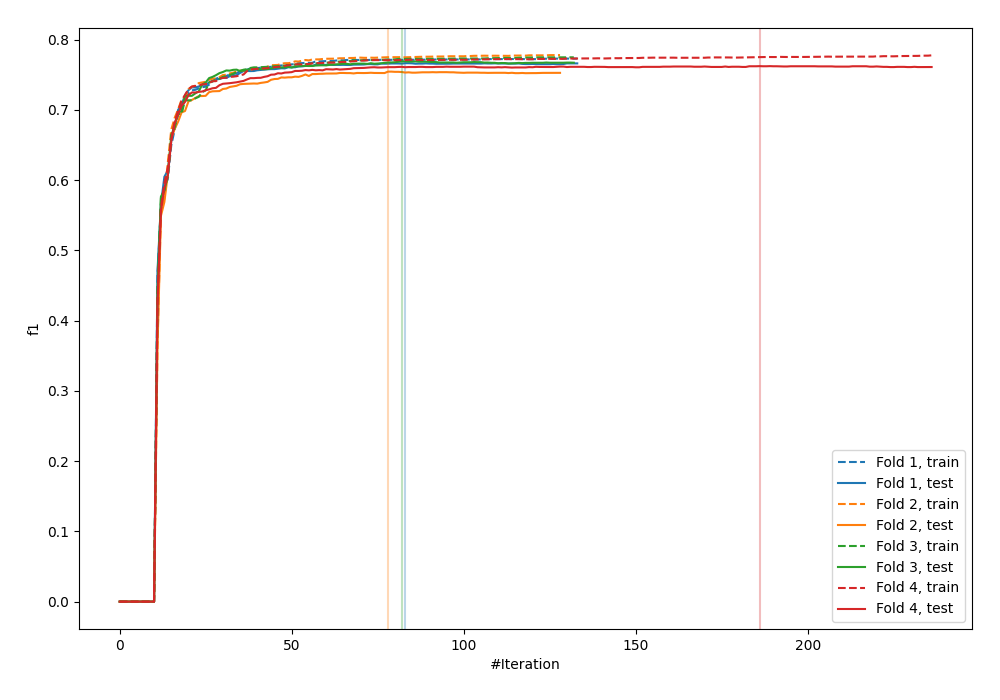 0.8
0.7
0.6
0.5
0.4
0.3
0.2
0.1
0.0
f1
0 50 100 150 200
#Iteration
Fold 1, train
Fold 1, test
Fold 2, train
Fold 2, test
Fold 3, train
Fold 3, test
Fold 4, train
Fold 4, test